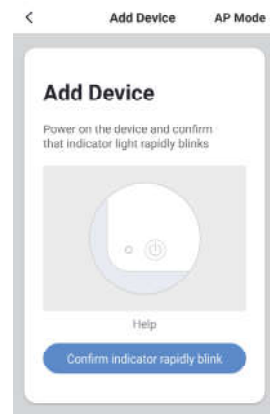 Add Device
AP Mode
Add Device
Power on the device and confirm
that indicator light rapidly blinks
Help
Confirm indicator rapidly blink